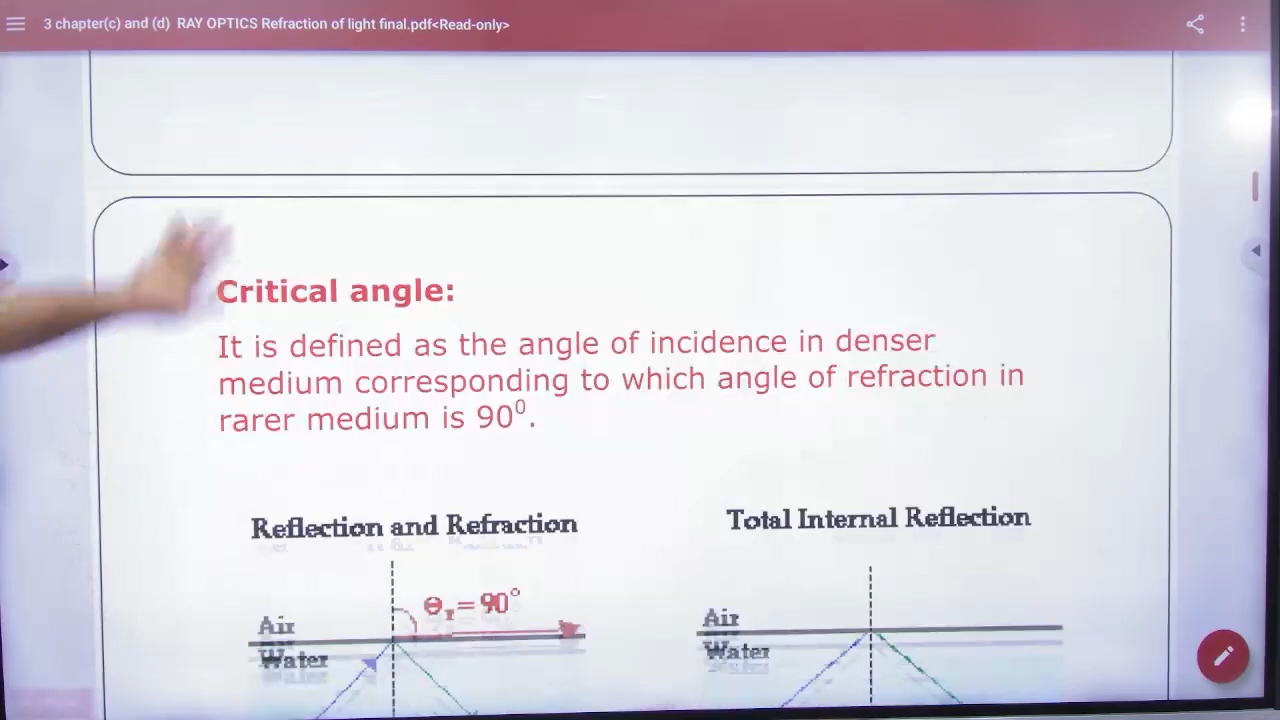 3 chapter(c) and (d) RAY OPTICS Refraction of light final.pdf<Read-only>
Critical angle:
It is defined as the angle of incidence in denser
medium corresponding to which angle of refraction in
rarer medium is 90⁰.
Reflection and Refraction
Total Internal Reflection
θr = 90°
Air
Water
Air
Water